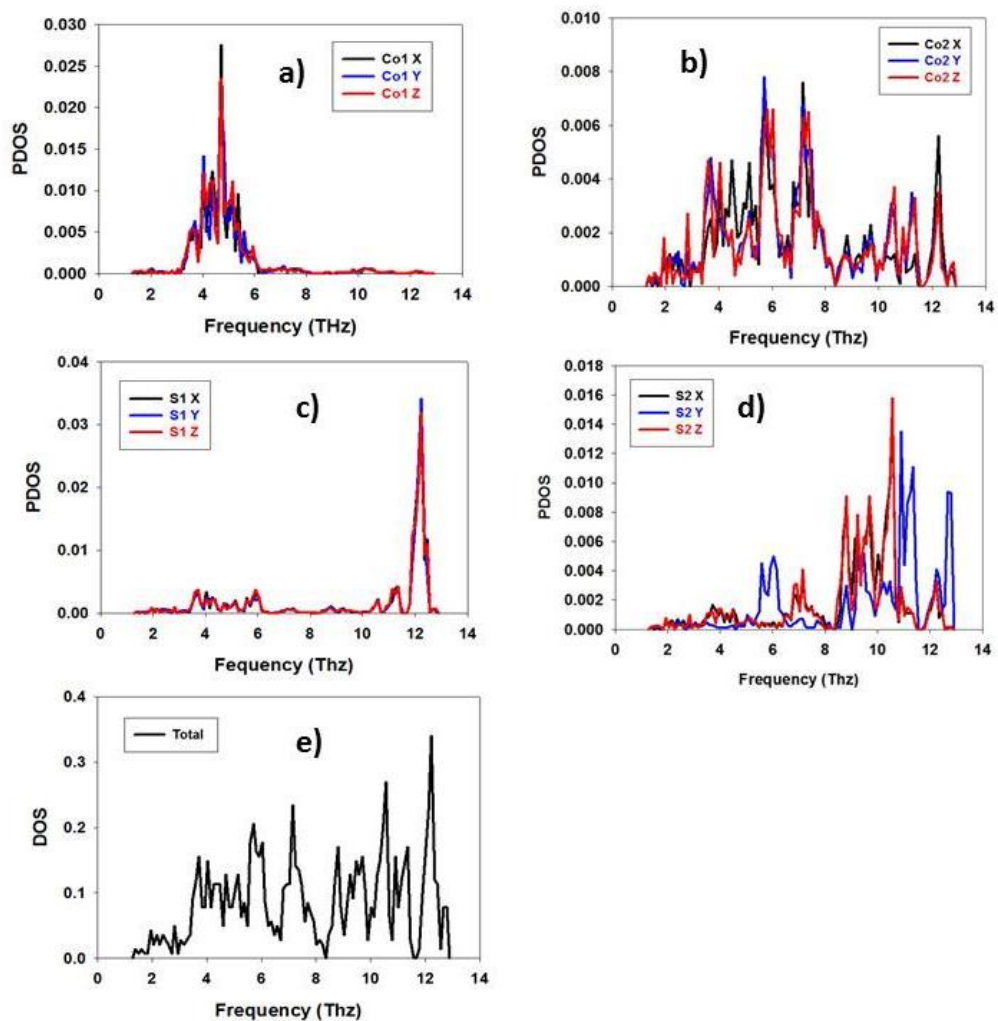 a)
Co1 X
Co1 Y
Co1 Z
PDOS
0.030
0.025
0.020
0.015
0.010
0.005
0.000
0 2 4 6 8 10 12 14
Frequency (THz)
b)
Co2 X
Co2 Y
Co2 Z
PDOS
0.010
0.008
0.006
0.004
0.002
0.000
0 2 4 6 8 10 12 14
Frequency (Thz)
c)
S1 X
S1 Y
S1 Z
PDOS
0.04
0.03
0.02
0.01
0.00
0 2 4 6 8 10 12 14
Fequency (Thz)
d)
S2 X
S2 Y
S2 Z
PDOS
0.018
0.016
0.014
0.012
0.010
0.008
0.006
0.004
0.002
0.000
0 2 4 6 8 10 12 14
Frequency (Thz)
e)
Total
DOS
0.4
0.3
0.2
0.1
0.0
0 2 4 6 8 10 12 14
Frequency (Thz)